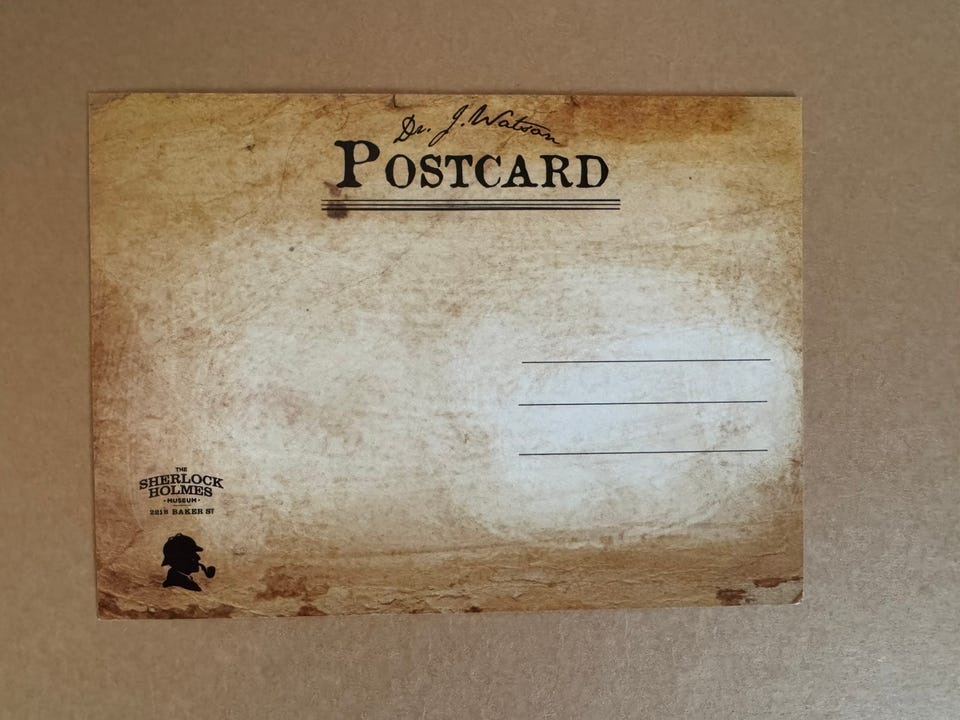 Dr. J. Watson
POSTCARD
THE
SHERLOCK
HOLMES
• MUSEUM •
221B BAKER ST